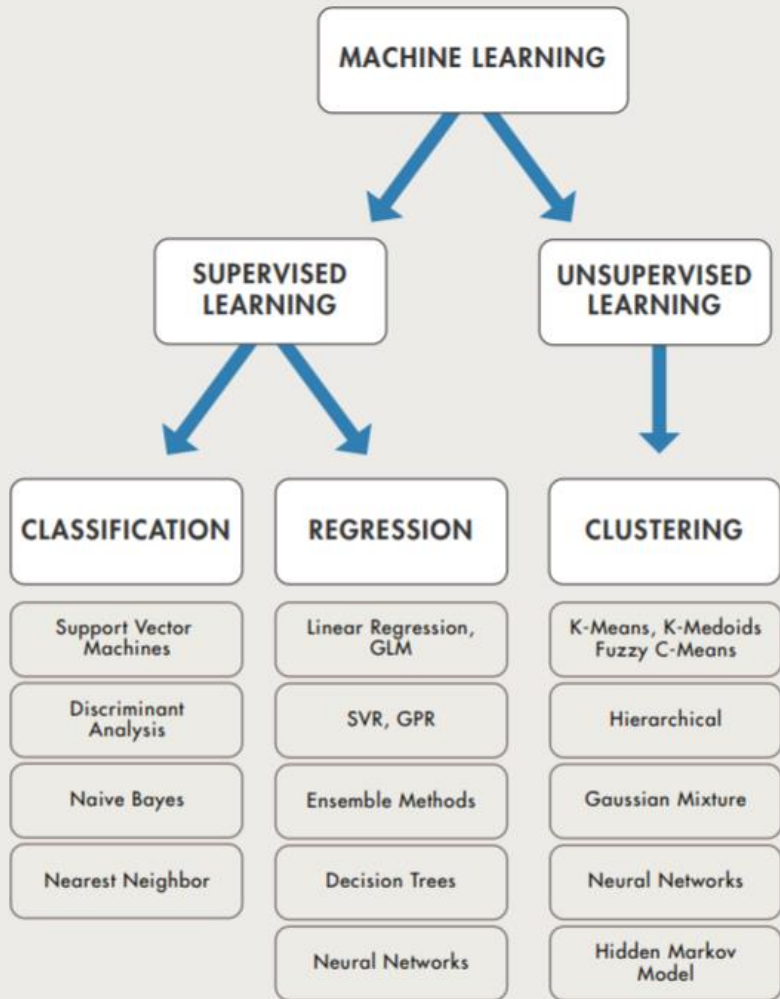 MACHINE LEARNING
SUPERVISED
LEARNING
UNSUPERVISED
LEARNING
CLASSIFICATION
Support Vector
Machines
Discriminant
Analysis
Naive Bayes
Nearest Neighbor
REGRESSION
Linear Regression,
GLM
SVR, GPR
Ensemble Methods
Decision Trees
Neural Networks
CLUSTERING
K-Means, K-Medoids
Fuzzy C-Means
Hierarchical
Gaussian Mixture
Neural Networks
Hidden Markov
Model